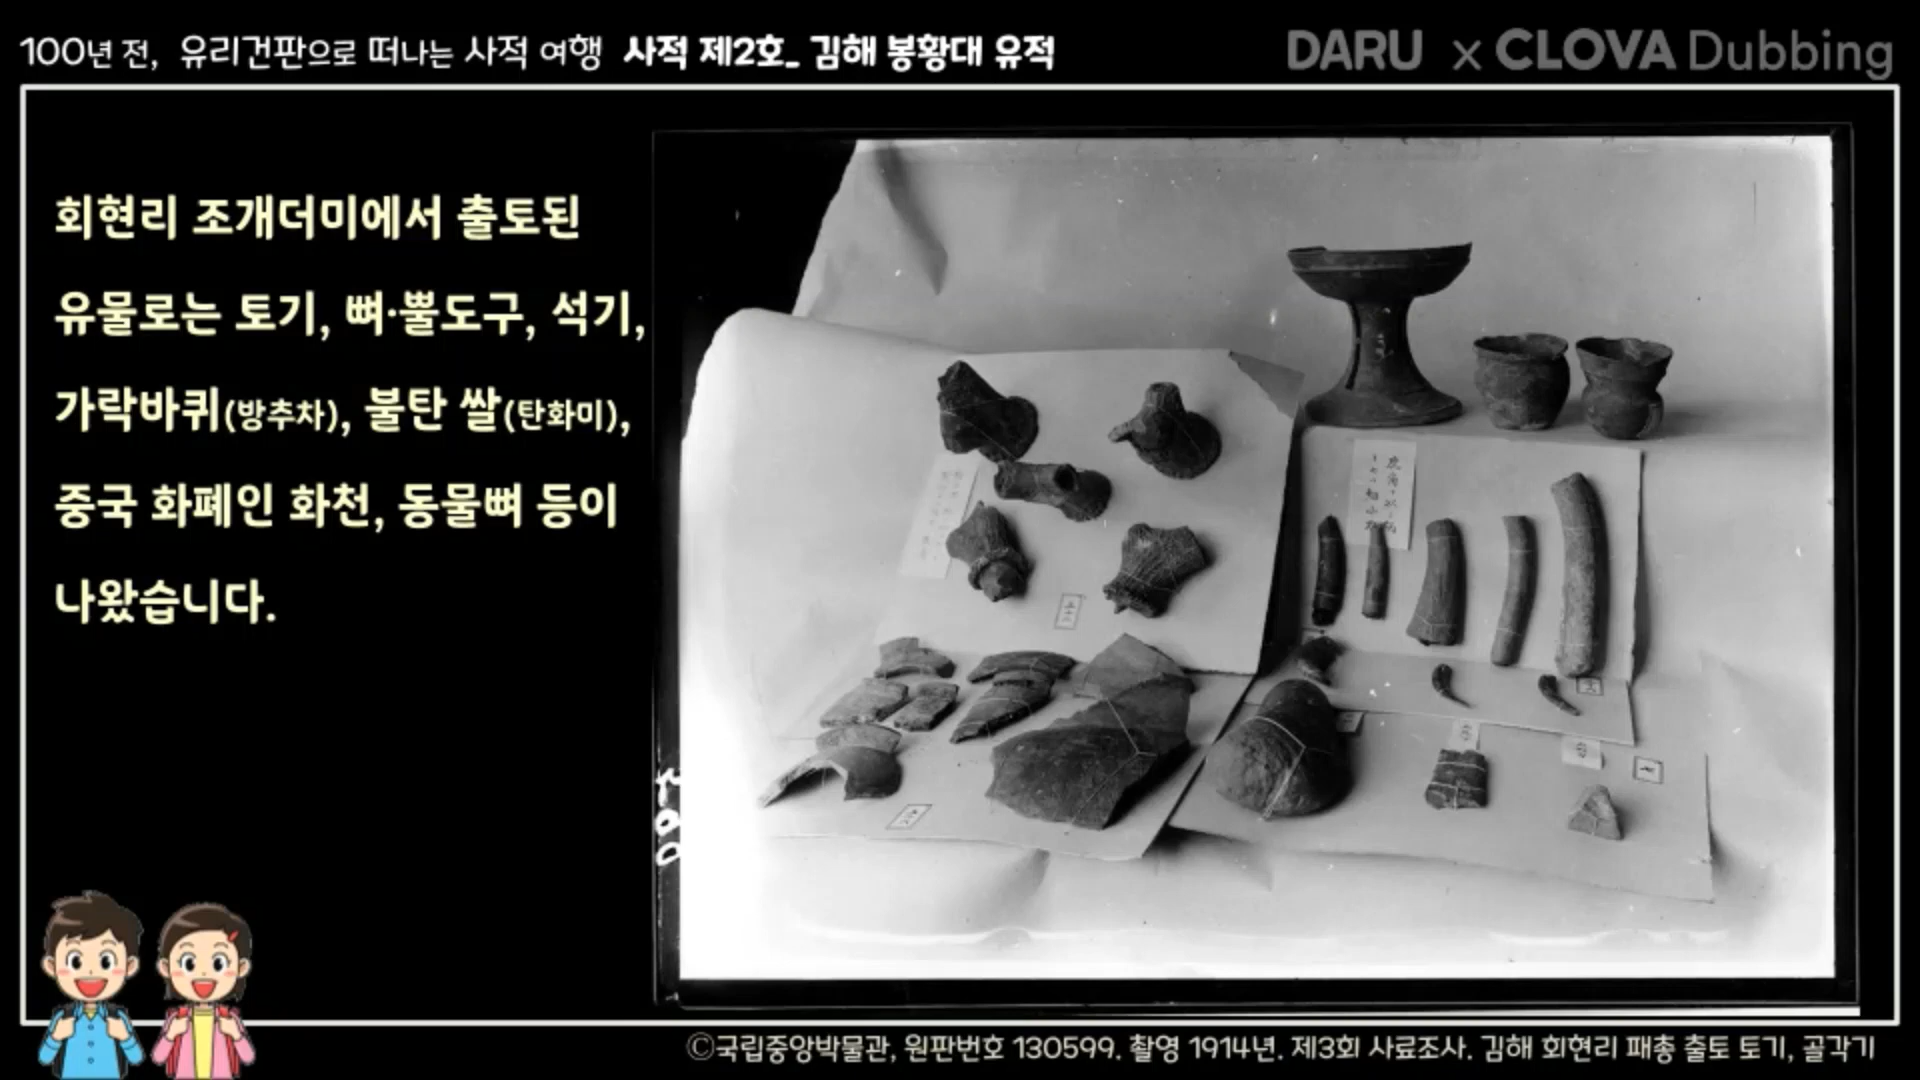 100년 전, 유리건판으로 떠나는 사적 여행 사적 제2호_ 김해 봉황대 유적
DARU x CLOVA Dubbing
회현리 조개더미에서 출토된
유물로는 토기, 뼈·뿔도구, 석기,
가락바퀴(방추차), 불탄 쌀(탄화미),
중국 화폐인 화천, 동물뼈 등이
나왔습니다.
©국립중앙박물관, 원판번호 130599. 촬영 1914년. 제3회 사료조사. 김해 회현리 패총 출토 토기, 골각기